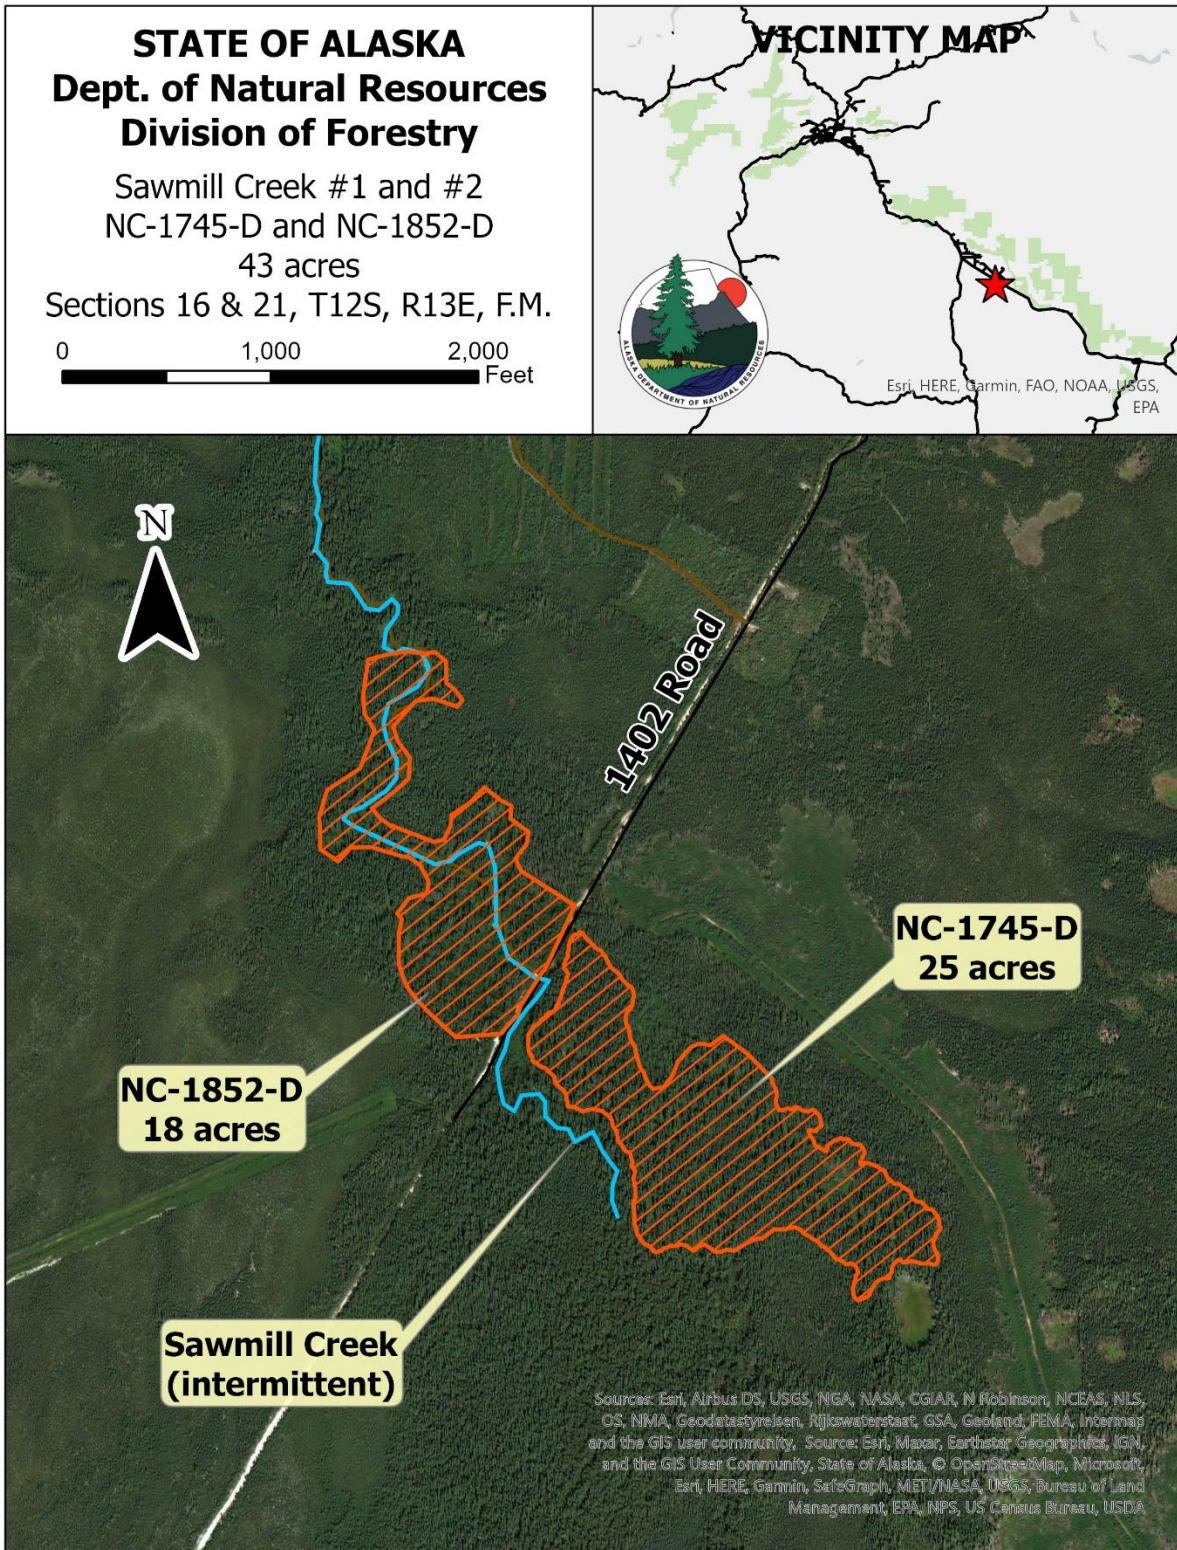 STATE OF ALASKA
Dept. of Natural Resources
Division of Forestry
Sawmill Creek #1 and #2
NC-1745-D and NC-1852-D
43 acres
Sections 16 & 21, T12S, R13E, F.M.
0 1,000 2,000
Feet
VICINITY MAP
ALASKA DEPARTMENT OF NATURAL RESOURCES
Esri, HERE, Garmin, FAO, NOAA, USGS,
EPA
N
1402 Road
NC-1745-D
25 acres
NC-1852-D
18 acres
Sawmill Creek
(intermittent)
Sources: Esri, Airbus DS, USGS, NGA, NASA, CGIAR, N Robinson, NCEAS, NLS,
OS, NMA, Geodatastyrelsen, Rijkswaterstaat, GSA, Geoland, FEMA, Intermap
and the GIS user community, Source: Esri, Maxar, Earthstar Geographics, IGN,
and the GIS User Community, State of Alaska, © OpenStreetMap, Microsoft,
Esri, HERE, Garmin, SafeGraph, METI/NASA, USGS, Bureau of Land
Management, EPA, NPS, US Census Bureau, USDA